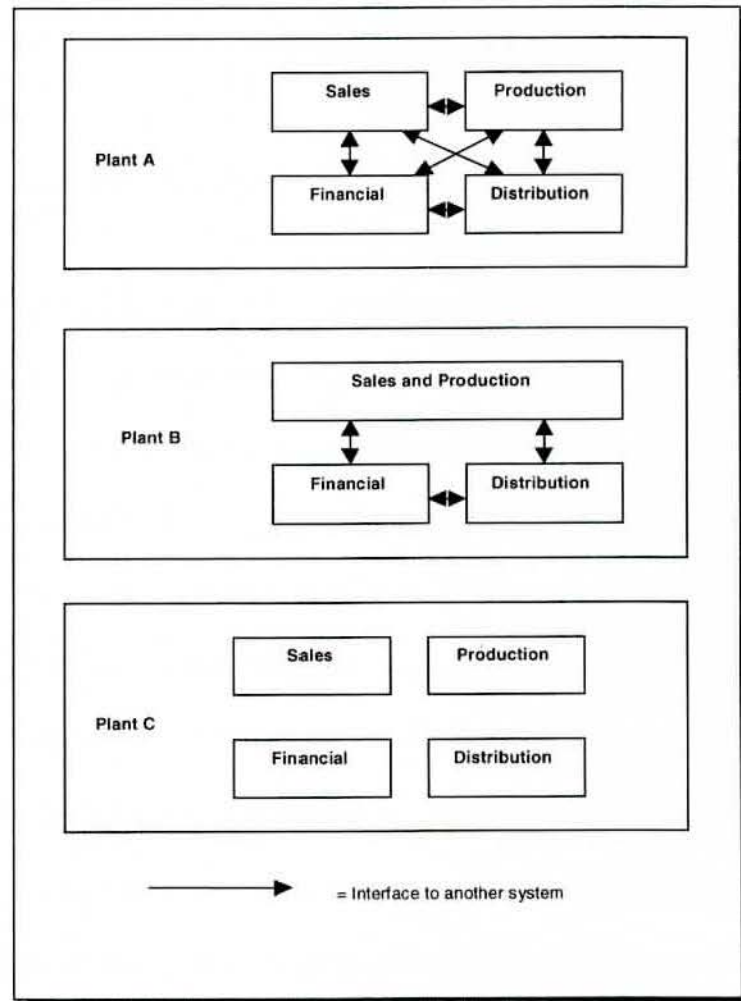 Sales
Production
Plant A
Financial
Distribution
Sales and Production
Plant B
Financial
Distribution
Sales
Production
Plant C
Financial
Distribution
= Interface to another system